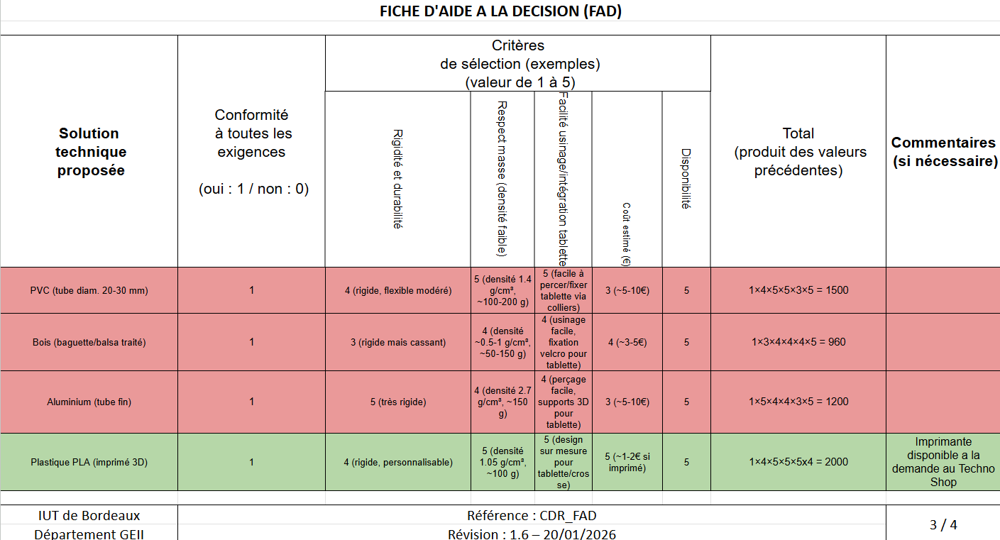 FICHE D'AIDE A LA DECISION (FAD)
Solution
technique
proposée
Conformité
à toutes les
exigences
(oui : 1 / non : 0)
Critères
de sélection (exemples)
(valeur de 1 à 5)
Rigidité et durabilité
Respect masse (densité faible)
Facilité usinage/intégration tablette
Coût estimé (€)
Disponibilité
Total
(produit des valeurs
précédentes)
Commentaires
(si nécessaire)
PVC (tube diam. 20-30 mm)
1
4 (rigide, flexible modéré)
5 (densité 1.4
g/cm³,
~100-200 g)
5 (facile à
percer/fixer
tablette via
colliers)
3 (~5-10€)
5
1×4×5×5×3×5 = 1500
Bois (baguette/balsa traité)
1
3 (rigide mais cassant)
4 (densité
~0.5-1 g/cm³,
~50-150 g)
4 (usinage
facile,
fixation
velcro pour
tablette)
4 (~3-5€)
5
1×3×4×4×4×5 = 960
Aluminium (tube fin)
1
5 (très rigide)
4 (densité 2.7
g/cm³, ~150
g)
4 (perçage
facile,
supports 3D
pour
tablette)
3 (~5-10€)
5
1×5×4×4×3×5 = 1200
Plastique PLA (imprimé 3D)
1
4 (rigide, personnalisable)
5 (densité
1.05 g/cm³,
~100 g)
5 (design
sur mesure
pour
tablette/cros
se)
5 (~1-2€ si
imprimé)
5
1×4×5×5×5x4 = 2000
Imprimante
disponible a la
demande au Techno
Shop
IUT de Bordeaux
Département GEII
Référence : CDR_FAD
Révision : 1.6 – 20/01/2026
3 / 4